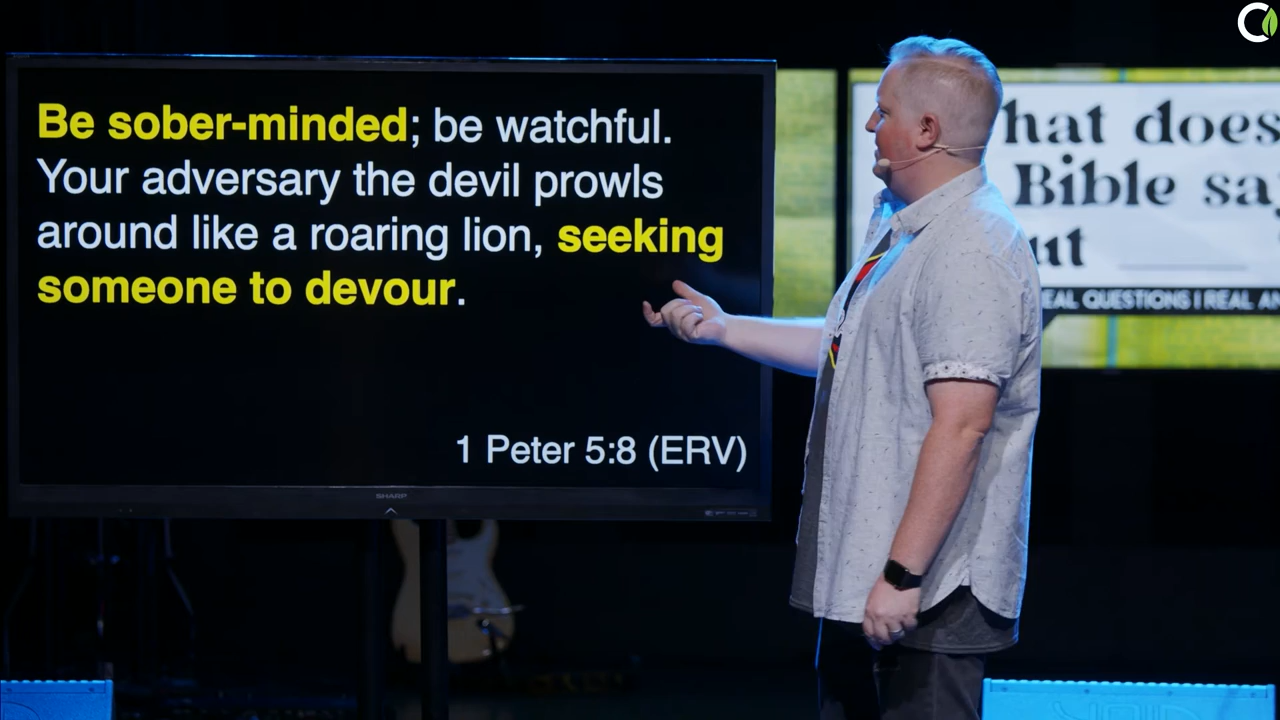 Be sober-minded; be watchful.
Your adversary the devil prowls
around like a roaring lion, seeking
someone to devour.
1 Peter 5:8 (ERV)
SHARP
hat does
Bible say
ut
EAL QUESTIONS I REAL AN